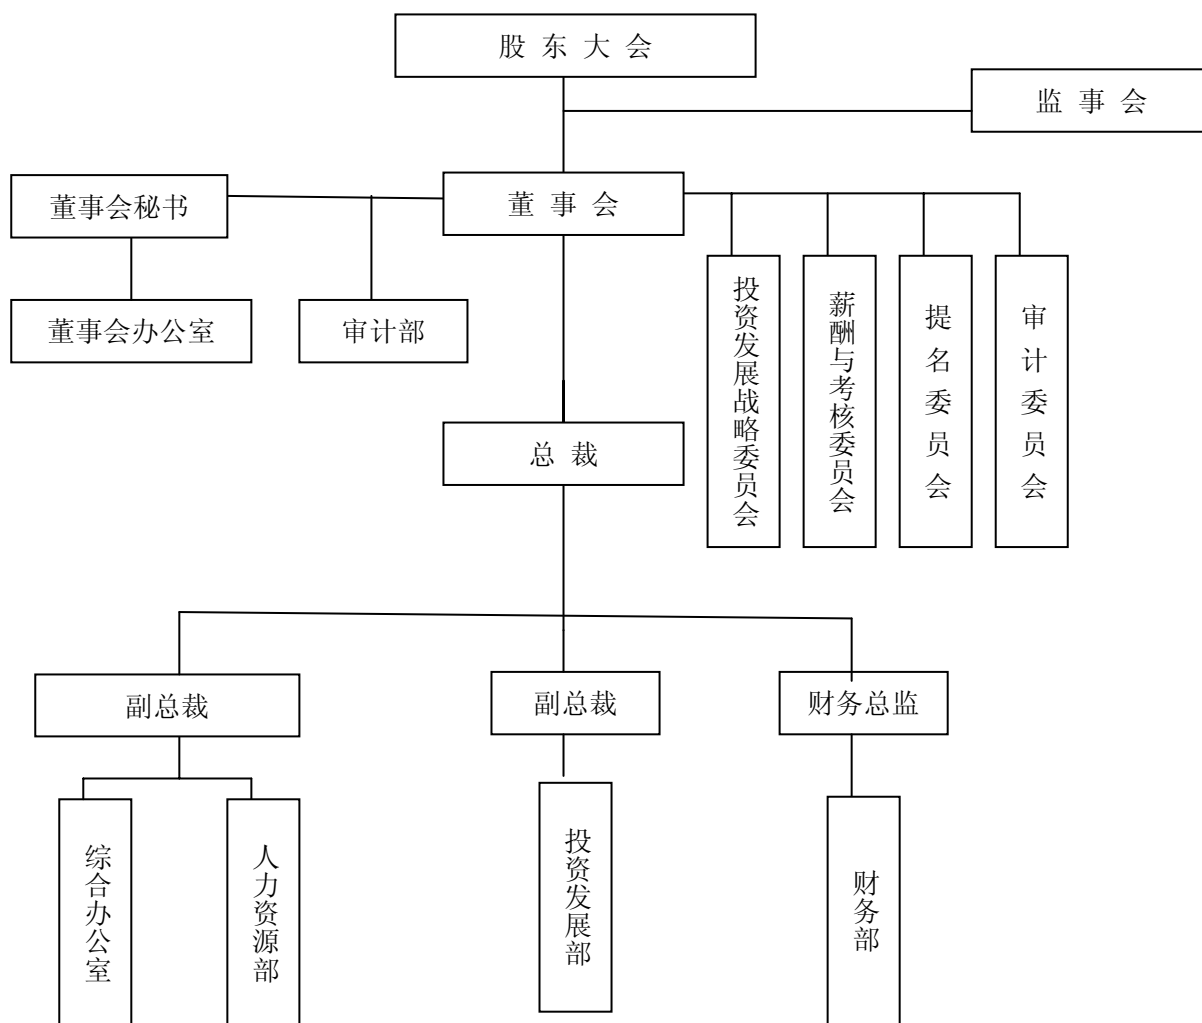 股东大会
监事会
董事会秘书
董事会
董事会办公室
审计部
投资发展战略委员会
薪酬与考核委员会
提名委员会
审计委员会
总裁
副总裁
副总裁
财务总监
综合办公室
人力资源部
投资发展部
财务部